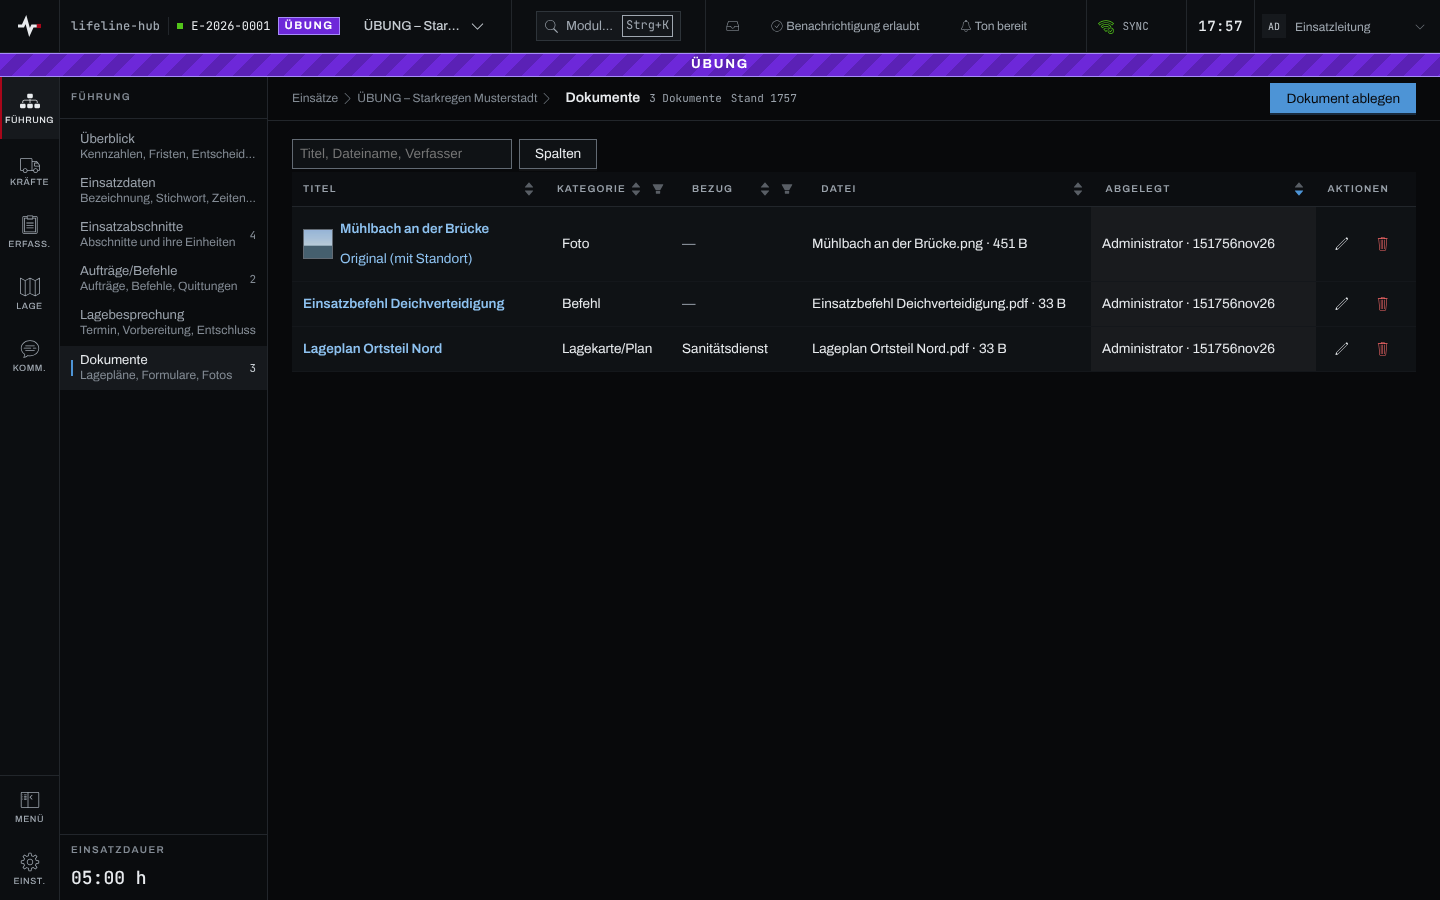 lifeline-hub
E-2026-0001 ÜBUNG
ÜBUNG – Star...
Modul... Strg+K
Benachrichtigung erlaubt
Ton bereit
SYNC
17:57
AD Einsatzleitung
ÜBUNG
FÜHRUNG
KRÄFTE
ERFASS.
LAGE
KOMM.
MENÜ
EINST.
FÜHRUNG
Überblick
Kennzahlen, Fristen, Entscheid...
Einsatzdaten
Bezeichnung, Stichwort, Zeiten...
Einsatzabschnitte
Abschnitte und ihre Einheiten 4
Aufträge/Befehle
Aufträge, Befehle, Quittungen 2
Lagebesprechung
Termin, Vorbereitung, Entschluss
Dokumente
Lagepläne, Formulare, Fotos 3
EINSATZDAUER
05:00 h
Einsätze ÜBUNG – Starkregen Musterstadt Dokumente 3 Dokumente Stand 1757
Dokument ablegen
Titel, Dateiname, Verfasser
Spalten
TITEL KATEGORIE BEZUG DATEI ABGELEGT AKTIONEN
Mühlbach an der Brücke
Original (mit Standort)
Foto — Mühlbach an der Brücke.png · 451 B Administrator · 151756nov26
Einsatzbefehl Deichverteidigung Befehl — Einsatzbefehl Deichverteidigung.pdf · 33 B Administrator · 151756nov26
Lageplan Ortsteil Nord Lagekarte/Plan Sanitätsdienst Lageplan Ortsteil Nord.pdf · 33 B Administrator · 151756nov26